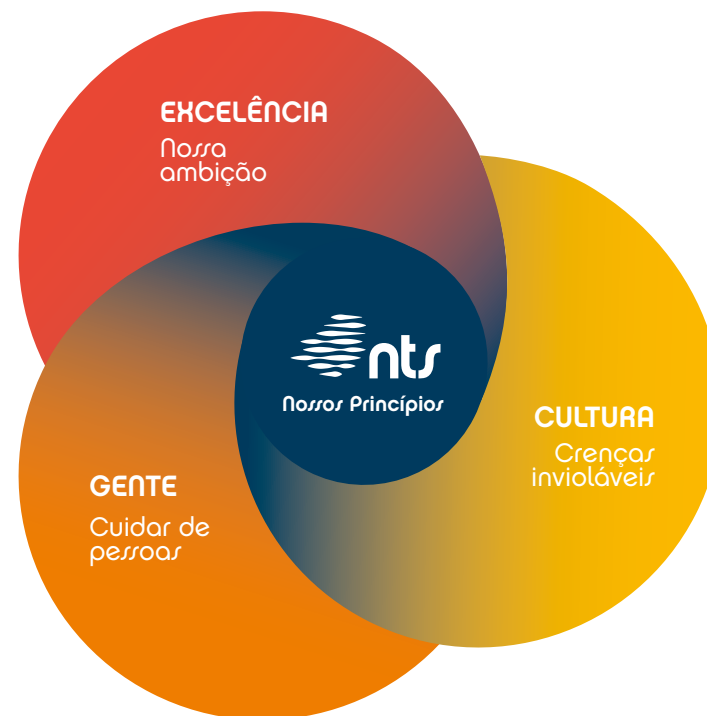 EXCELÊNCIA
Nossa
ambição
nts
Nossos Princípios
CULTURA
Crenças
invioláveis
GENTE
Cuidar de
pessoas